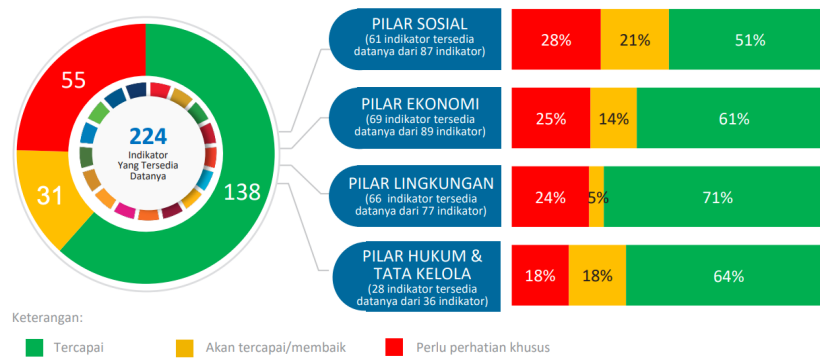 55
31
138
224
Indikator
Yang Tersedia
Datanya
PILAR SOSIAL
(61 indikator tersedia
datanya dari 87 indikator)
28%
21%
51%
PILAR EKONOMI
(69 indikator tersedia
datanya dari 89 indikator)
25%
14%
61%
PILAR LINGKUNGAN
(66 indikator tersedia
datanya dari 77 indikator)
24%
5%
71%
PILAR HUKUM &
TATA KELOLA
(28 indikator tersedia
datanya dari 36 indikator)
18%
18%
64%
Keterangan:
Tercapai
Akan tercapai/membaik
Perlu perhatian khusus